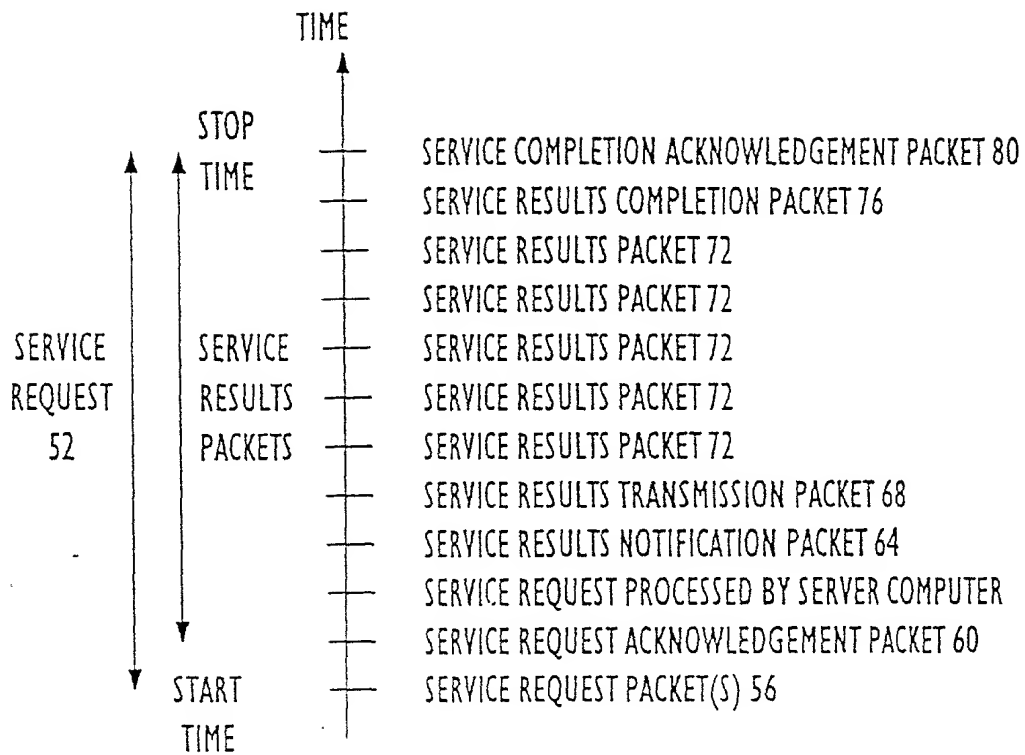 TIME
STOP
TIME
SERVICE COMPLETION ACKNOWLEDGEMENT PACKET 80
SERVICE RESULTS COMPLETION PACKET 76
SERVICE RESULTS PACKET 72
SERVICE RESULTS PACKET 72
SERVICE RESULTS PACKET 72
SERVICE RESULTS PACKET 72
SERVICE RESULTS PACKET 72
SERVICE RESULTS TRANSMISSION PACKET 68
SERVICE RESULTS NOTIFICATION PACKET 64
SERVICE REQUEST PROCESSED BY SERVER COMPUTER
SERVICE REQUEST ACKNOWLEDGEMENT PACKET 60
SERVICE REQUEST PACKET(S) 56
SERVICE
REQUEST
52
SERVICE
RESULTS
PACKETS
START
TIME